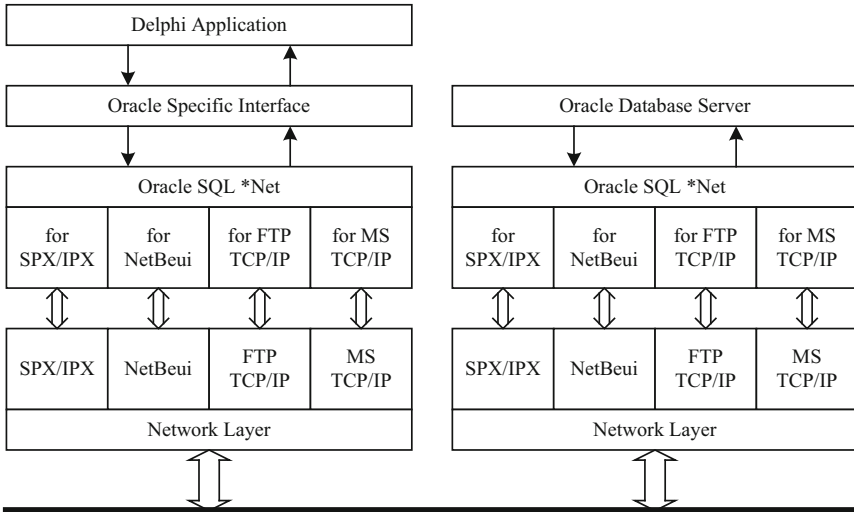 Delphi Application
Oracle Specific Interface
Oracle SQL *Net
for SPX/IPX
for NetBeui
for FTP TCP/IP
for MS TCP/IP
SPX/IPX
NetBeui
FTP TCP/IP
MS TCP/IP
Network Layer
Oracle Database Server
Oracle SQL *Net
for SPX/IPX
for NetBeui
for FTP TCP/IP
for MS TCP/IP
SPX/IPX
NetBeui
FTP TCP/IP
MS TCP/IP
Network Layer